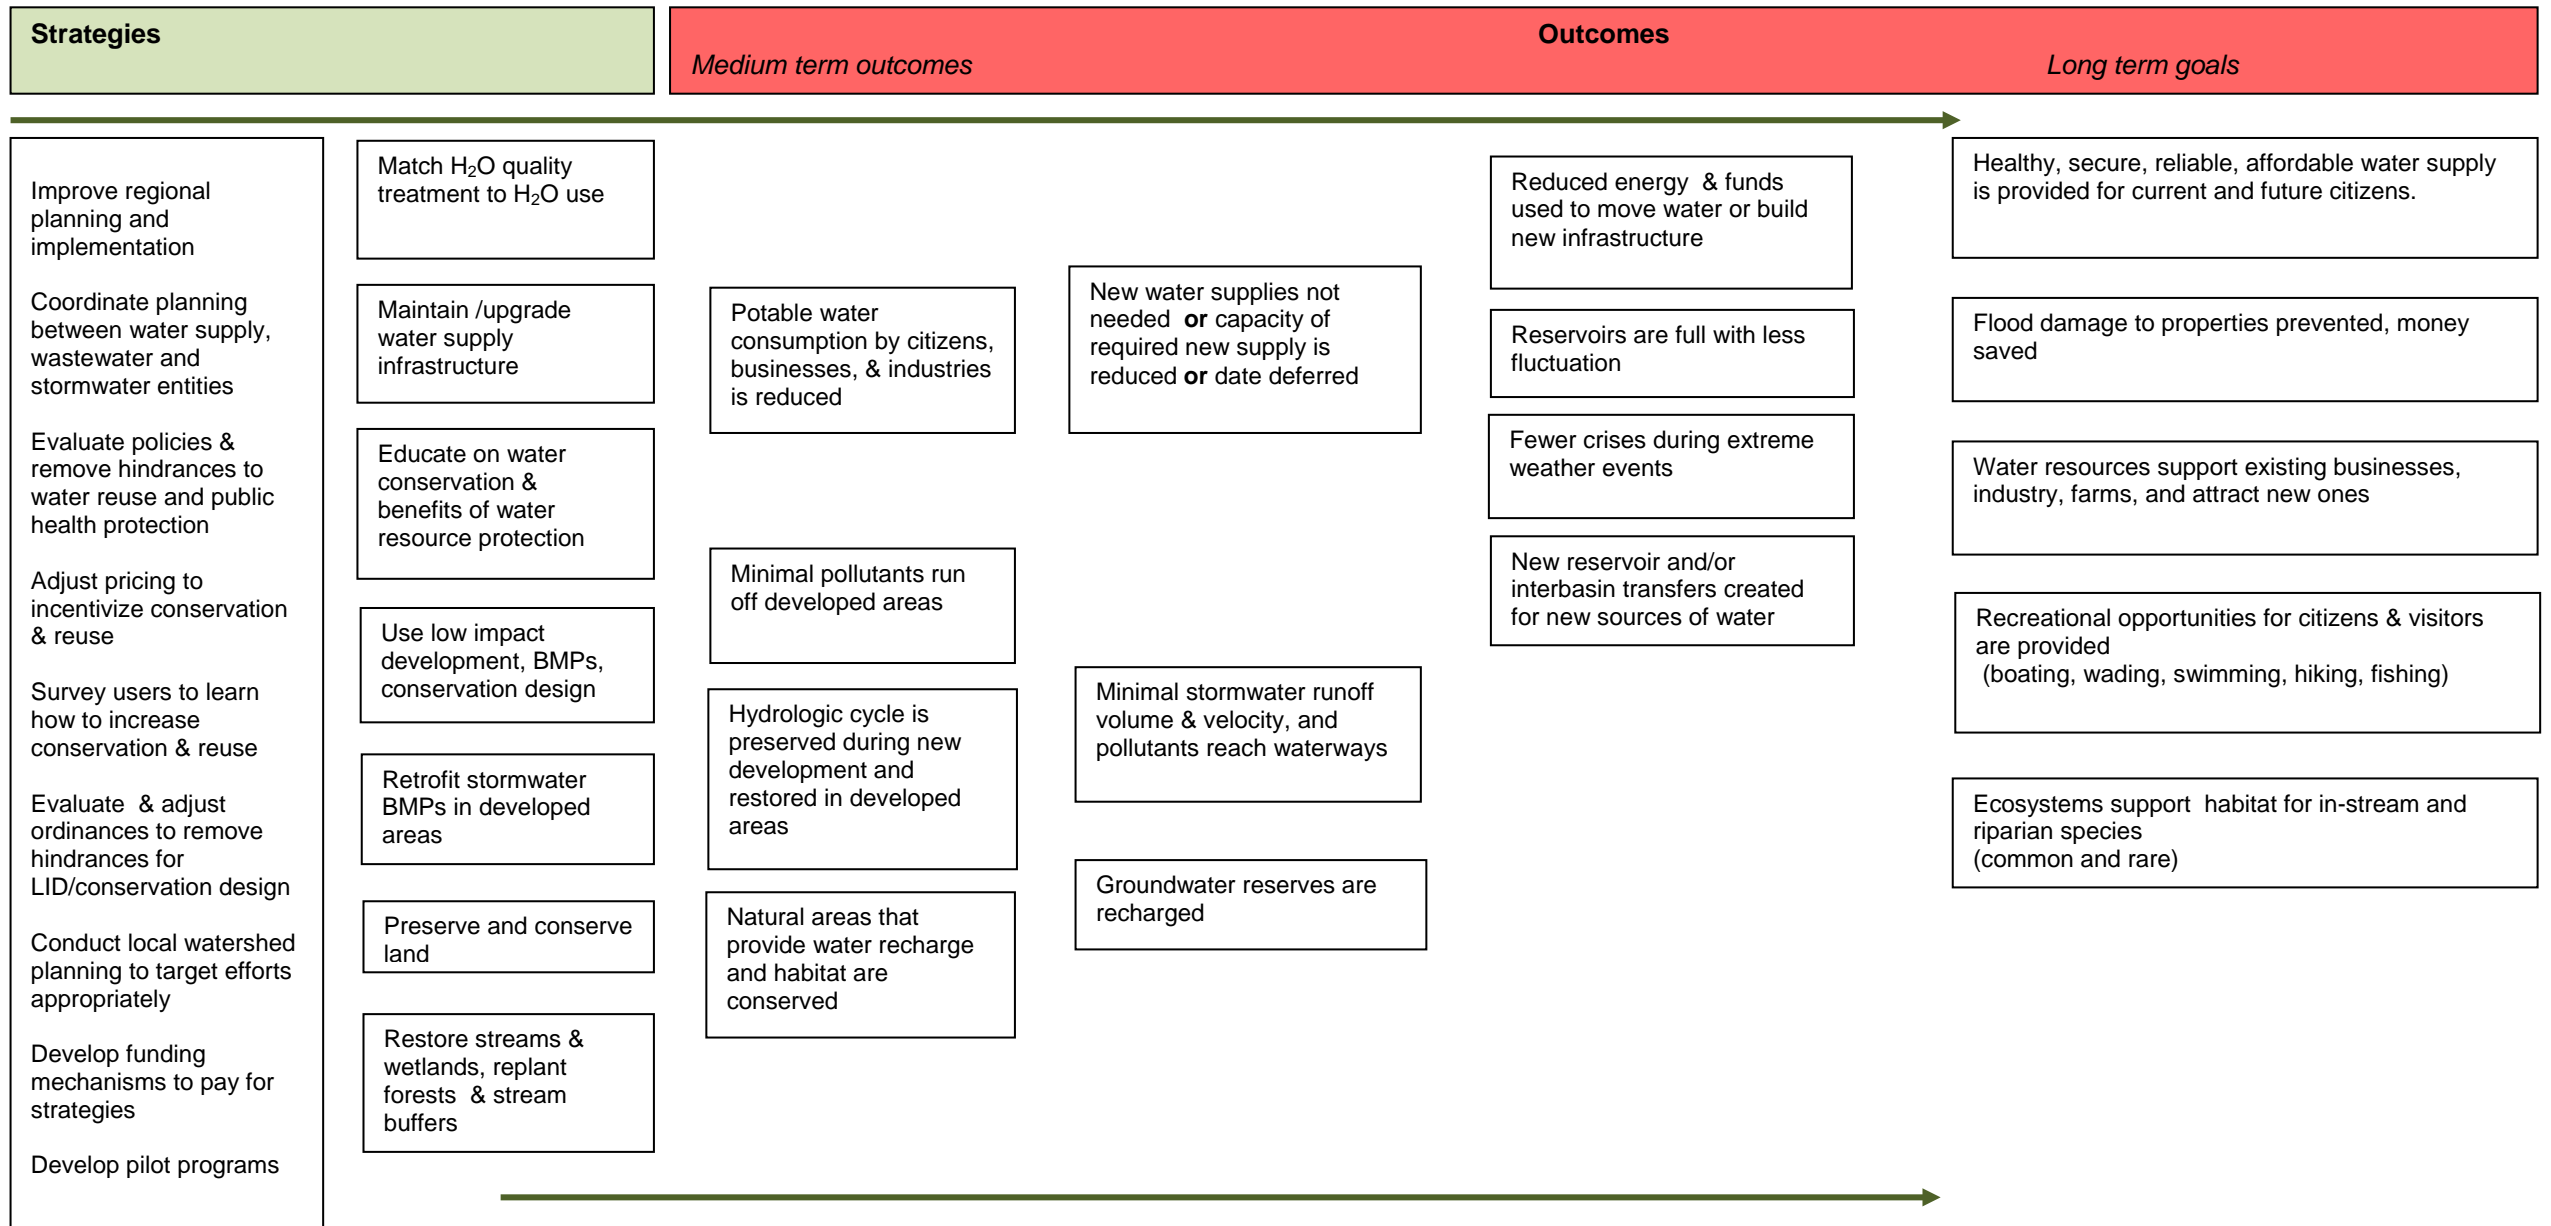 Strategies
Outcomes
Medium term outcomes
Long term goals
Improve regional
planning and
implementation
Coordinate planning
between water supply,
wastewater and
stormwater entities
Evaluate policies &
remove hindrances to
water reuse and public
health protection
Adjust pricing to
incentivize conservation
& reuse
Survey users to learn
how to increase
conservation & reuse
Evaluate & adjust
ordinances to remove
hindrances for
LID/conservation design
Conduct local watershed
planning to target efforts
appropriately
Develop funding
mechanisms to pay for
strategies
Develop pilot programs
Match H₂O quality
treatment to H₂O use
Maintain /upgrade
water supply
infrastructure
Educate on water
conservation &
benefits of water
resource protection
Use low impact
development, BMPs,
conservation design
Retrofit stormwater
BMPs in developed
areas
Preserve and conserve
land
Restore streams &
wetlands, replant
forests & stream
buffers
Potable water
consumption by citizens,
businesses, & industries
is reduced
Minimal pollutants run
off developed areas
Hydrologic cycle is
preserved during new
development and
restored in developed
areas
Natural areas that
provide water recharge
and habitat are
conserved
New water supplies not
needed or capacity of
required new supply is
reduced or date deferred
Minimal stormwater runoff
volume & velocity, and
pollutants reach waterways
Groundwater reserves are
recharged
Reduced energy & funds
used to move water or build
new infrastructure
Reservoirs are full with less
fluctuation
Fewer crises during extreme
weather events
New reservoir and/or
interbasin transfers created
for new sources of water
Healthy, secure, reliable, affordable water supply
is provided for current and future citizens.
Flood damage to properties prevented, money
saved
Water resources support existing businesses,
industry, farms, and attract new ones
Recreational opportunities for citizens & visitors
are provided
(boating, wading, swimming, hiking, fishing)
Ecosystems support habitat for in-stream and
riparian species
(common and rare)